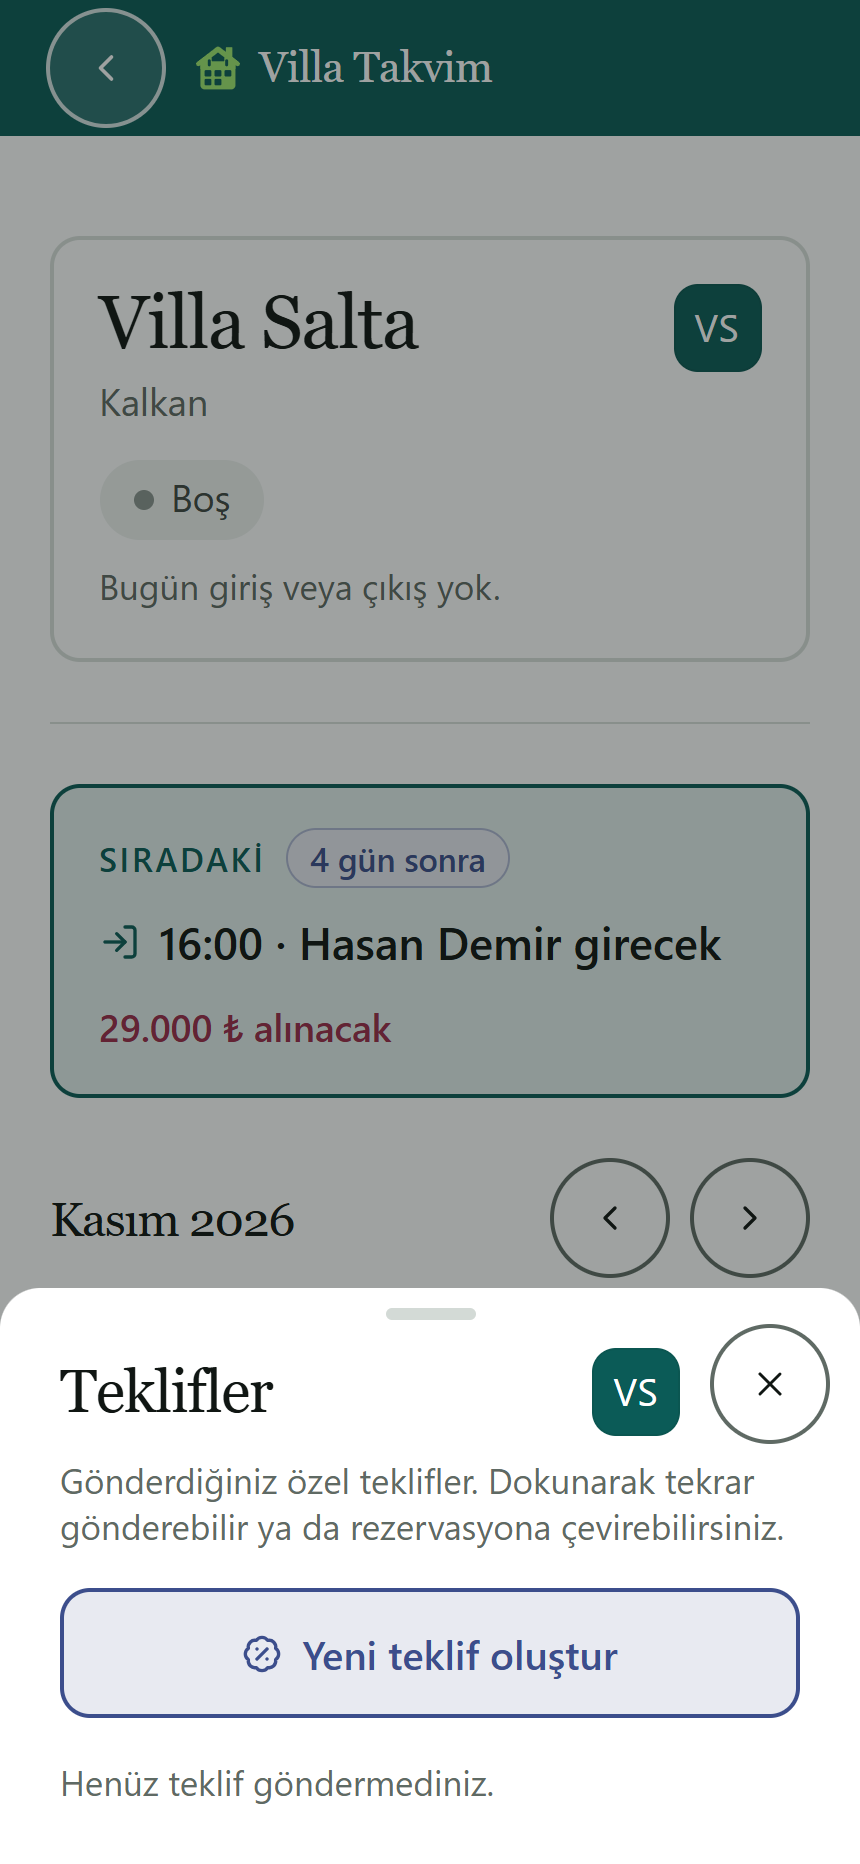 Villa Takvim
Villa Salta
VS
Kalkan
Boş
Bugün giriş veya çıkış yok.
SIRADAKİ
4 gün sonra
16:00 · Hasan Demir girecek
29.000 ₺ alınacak
Kasım 2026
Teklifler
VS
Gönderdiğiniz özel teklifler. Dokunarak tekrar
gönderebilir ya da rezervasyona çevirebilirsiniz.
Yeni teklif oluştur
Henüz teklif göndermediniz.